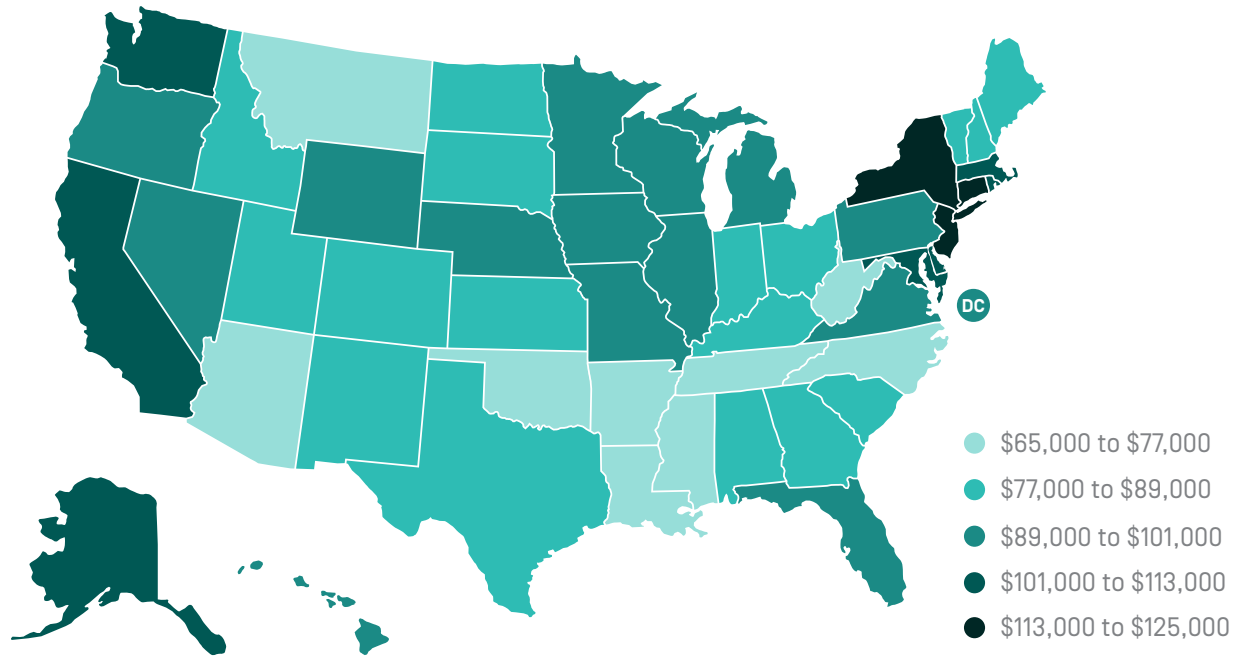 DC
$65,000 to $77,000
$77,000 to $89,000
$89,000 to $101,000
$101,000 to $113,000
$113,000 to $125,000